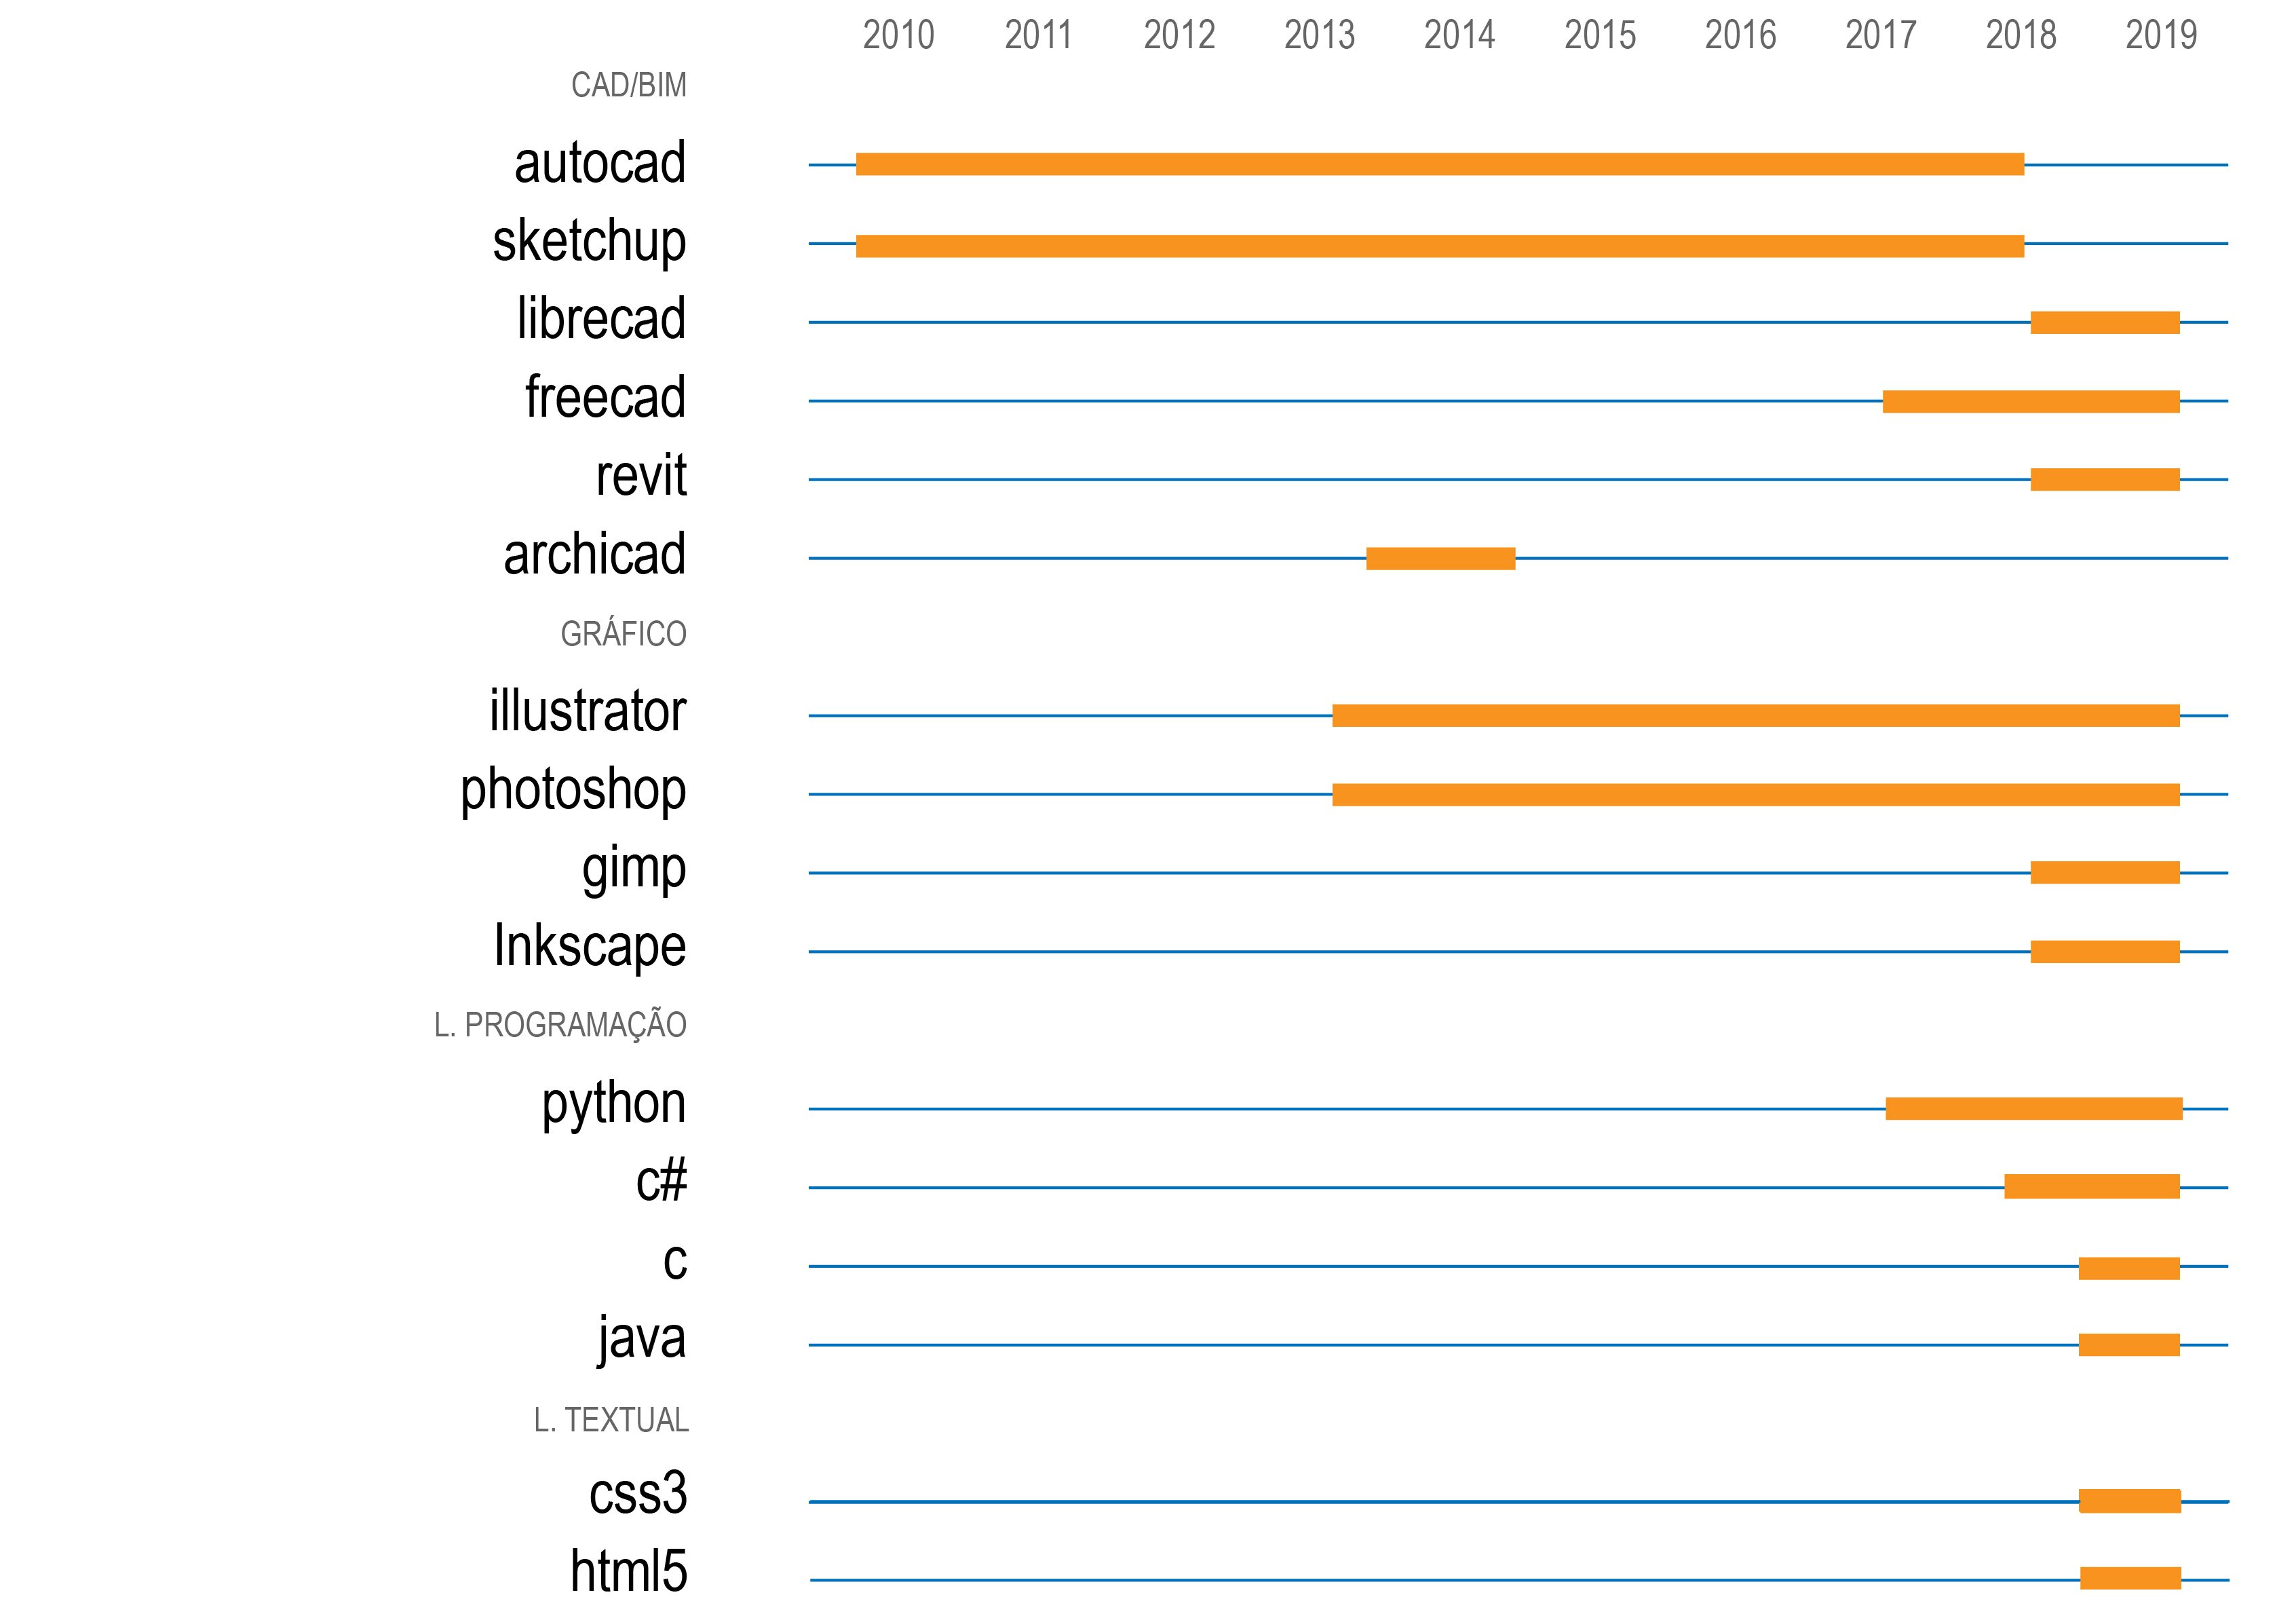 2010 2011 2012 2013 2014 2015 2016 2017 2018 2019
CAD/BIM
autocad
sketchup
librecad
freecad
revit
archicad
GRÁFICO
illustrator
photoshop
gimp
Inkscape
L. PROGRAMAÇÃO
python
c#
c
java
L. TEXTUAL
css3
html5